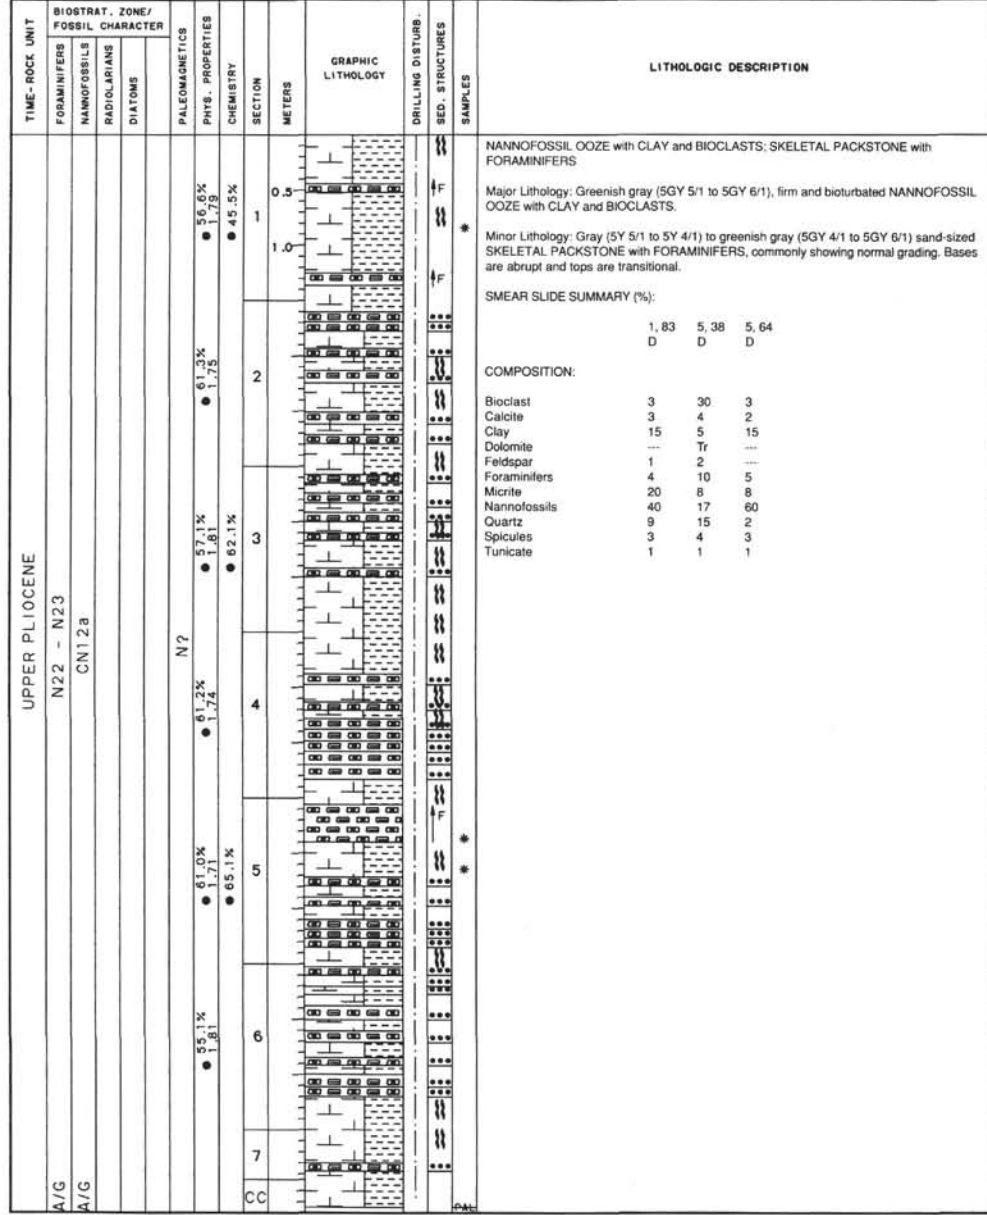 TIME-ROCK UNIT
BIOSTRAT. ZONE/
FOSSIL CHARACTER
FORAMINIFERS
NANNOFOSSILS
RADIOLARIANS
DIATOMS
PALEOMAGNETICS
PHYS. PROPERTIES
CHEMISTRY
SECTION
METERS
GRAPHIC
LITHOLOGY
DRILLING DISTURB.
SED. STRUCTURES
SAMPLES
LITHOLOGIC DESCRIPTION
UPPER PLIOCENE
N22 - N23
A/G
CN12a
A/G
N?
56.6%
1.79
61.3%
1.75
57.1%
1.81
61.2%
1.74
61.0%
1.71
55.1%
1.81
45.5%
62.1%
65.1%
1
2
3
4
5
6
7
CC
0.5
1.0
F
F
F
*
*
*
PAL
NANNOFOSSIL OOZE with CLAY and BIOCLASTS; SKELETAL PACKSTONE with
FORAMINIFERS
Major Lithology: Greenish gray (5GY 5/1 to 5GY 6/1), firm and bioturbated NANNOFOSSIL
OOZE with CLAY and BIOCLASTS.
Minor Lithology: Gray (5Y 5/1 to 5Y 4/1) to greenish gray (5GY 4/1 to 5GY 6/1) sand-sized
SKELETAL PACKSTONE with FORAMINIFERS, commonly showing normal grading. Bases
are abrupt and tops are transitional.
SMEAR SLIDE SUMMARY (%):
1, 83 5, 38 5, 64
D D D
COMPOSITION:
Bioclast 3 30 3
Calcite 3 4 2
Clay 15 5 15
Dolomite --- Tr ---
Feldspar 1 2 ---
Foraminifers 4 10 5
Micrite 20 8 8
Nannofossils 40 17 60
Quartz 9 15 2
Spicules 3 4 3
Tunicate 1 1 1